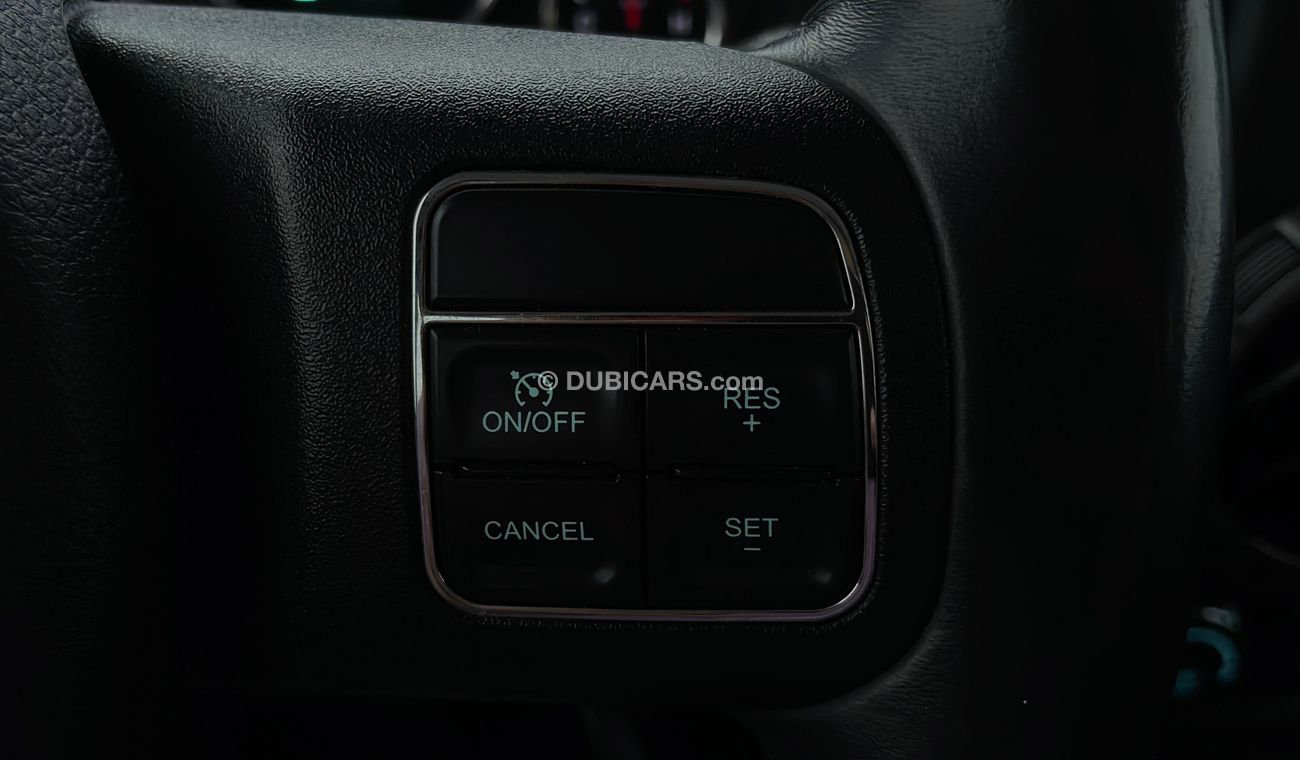 © DUBICARS.com
RES
+
ON/OFF
CANCEL
SET
−